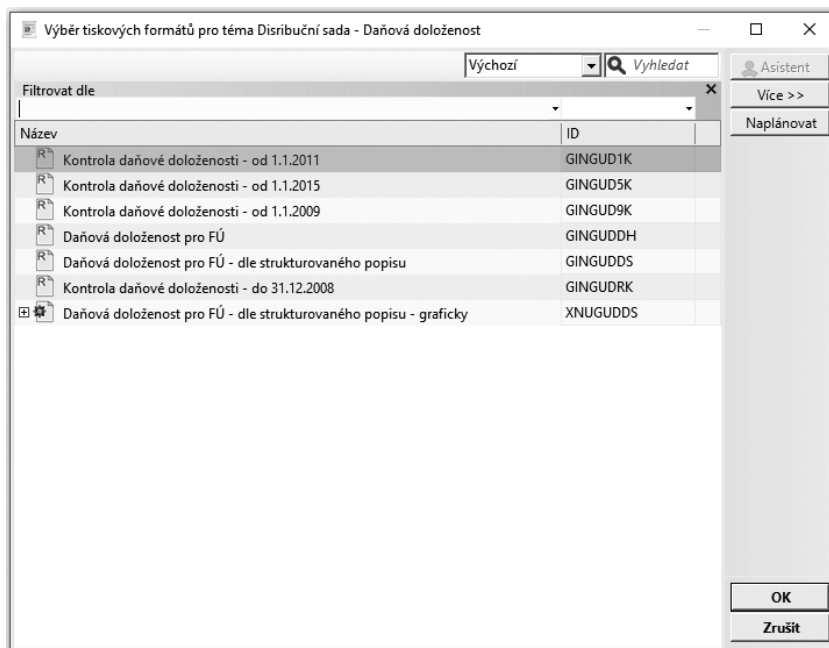 Výběr tiskových formátů pro téma Disribuční sada - Daňová doloženost
Výchozí Vyhledat
Asistent
Filtrovat dle
Více >>
Naplánovat
Název ID
Kontrola daňové doloženosti - od 1.1.2011 GINGUD1K
Kontrola daňové doloženosti - od 1.1.2015 GINGUD5K
Kontrola daňové doloženosti - od 1.1.2009 GINGUD9K
Daňová doloženost pro FÚ GINGUDDH
Daňová doloženost pro FÚ - dle strukturovaného popisu GINGUDDS
Kontrola daňové doloženosti - do 31.12.2008 GINGUDRK
Daňová doloženost pro FÚ - dle strukturovaného popisu - graficky XNUGUDDS
OK
Zrušit